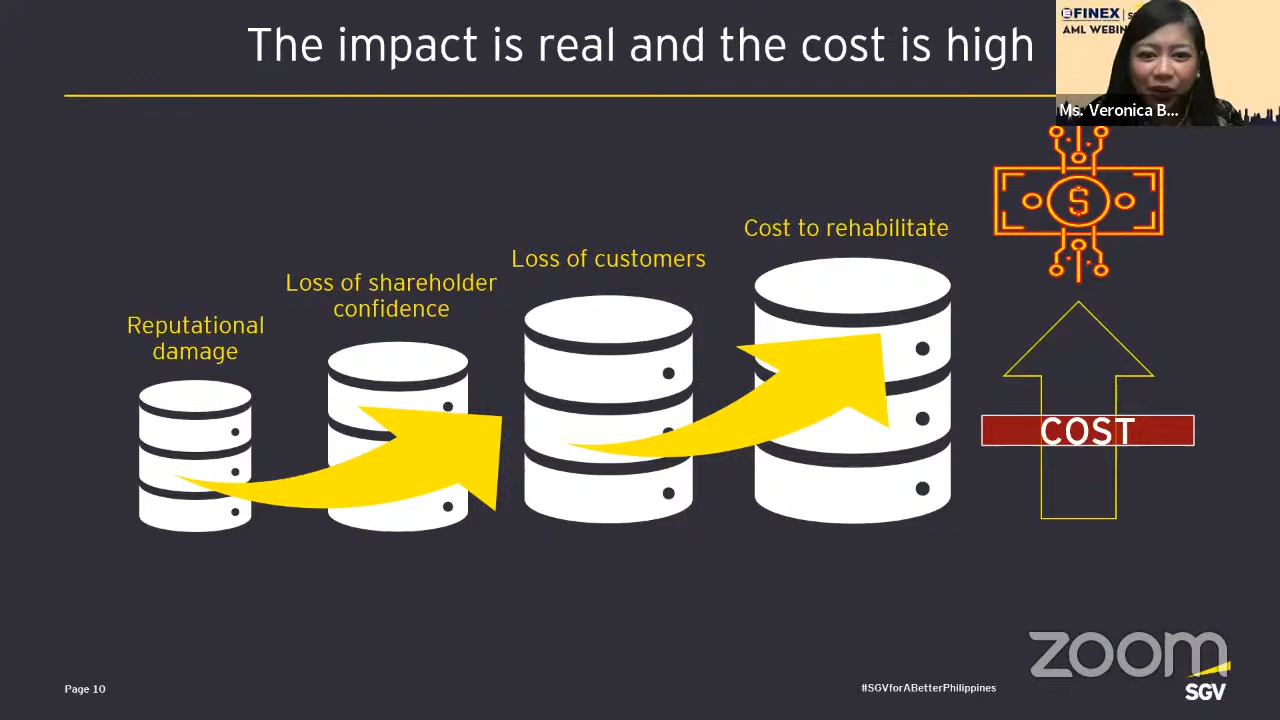 The impact is real and the cost is high
FINEX
AML WEBIN
Ms. Veronica B...
Cost to rehabilitate
Loss of customers
Loss of shareholder
confidence
Reputational
damage
$
COST
zoom
Page 10
#SGVforABetterPhilippines
SGV